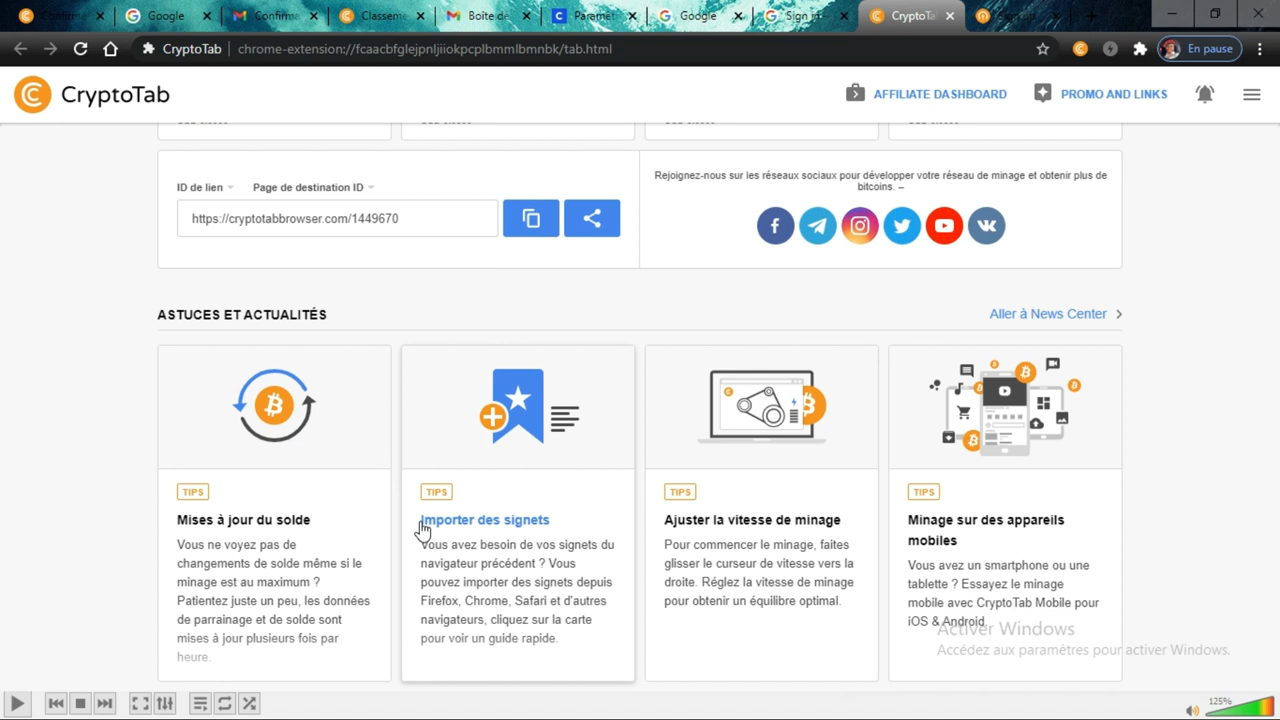 Confirma
Google
Confirma
Classeme
Boîte de
Paramèt
Google
Sign in
CryptoTa
CryptoTab
chrome-extension://fcaacbfglejpnljiiokpcplbmmlbmnbk/tab.html
En pause
CryptoTab
AFFILIATE DASHBOARD
PROMO AND LINKS
ID de lien
Page de destination ID
https://cryptotabbrowser.com/1449670
Rejoignez-nous sur les réseaux sociaux pour développer votre réseau de minage et obtenir plus de
bitcoins. –
ASTUCES ET ACTUALITÉS
Aller à News Center
TIPS
Mises à jour du solde
Vous ne voyez pas de
changements de solde même si le
minage est au maximum ?
Patientez juste un peu, les données
de parrainage et de solde sont
mises à jour plusieurs fois par
heure.
TIPS
Importer des signets
Vous avez besoin de vos signets du
navigateur précédent ? Vous
pouvez importer des signets depuis
Firefox, Chrome, Safari et d'autres
navigateurs, cliquez sur la carte
pour voir un guide rapide.
TIPS
Ajuster la vitesse de minage
Pour commencer le minage, faites
glisser le curseur de vitesse vers la
droite. Réglez la vitesse de minage
pour obtenir un équilibre optimal.
TIPS
Minage sur des appareils
mobiles
Vous avez un smartphone ou une
tablette ? Essayez le minage
mobile avec CryptoTab Mobile pour
iOS & Android
Activer Windows
Accédez aux paramètres pour activer Windows.
125%